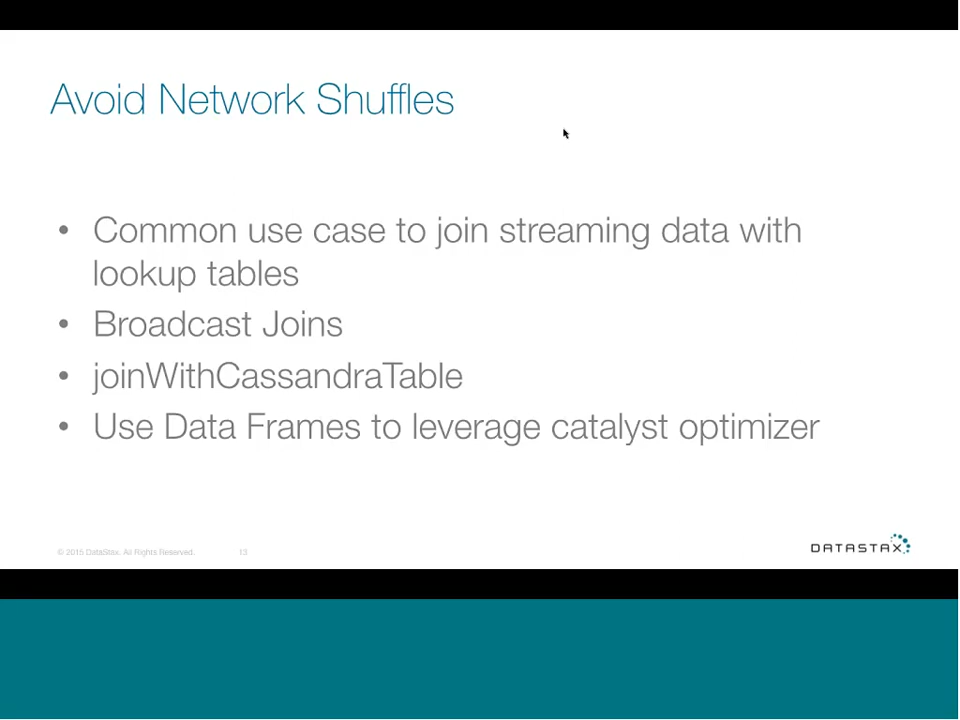 Avoid Network Shuffles
• Common use case to join streaming data with
lookup tables
• Broadcast Joins
• joinWithCassandraTable
• Use Data Frames to leverage catalyst optimizer
© 2015 DataStax. All Rights Reserved. 13
DATASTAX